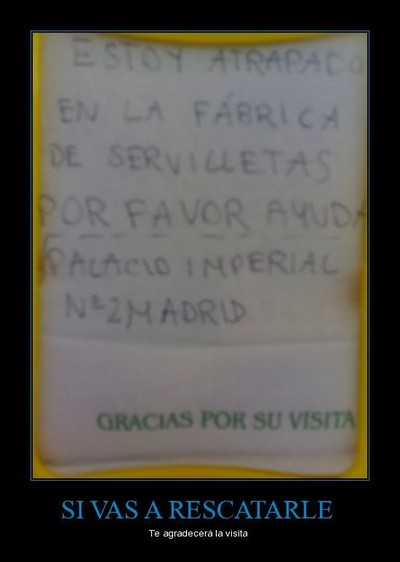 ESTOY ATRAPADO
EN LA FÁBRICA
DE SERVILLETAS
POR FAVOR AYUDA
PALACIO IMPERIAL
Nº2 MADRID
GRACIAS POR SU VISITA
SI VAS A RESCATARLE
Te agradecerá la visita